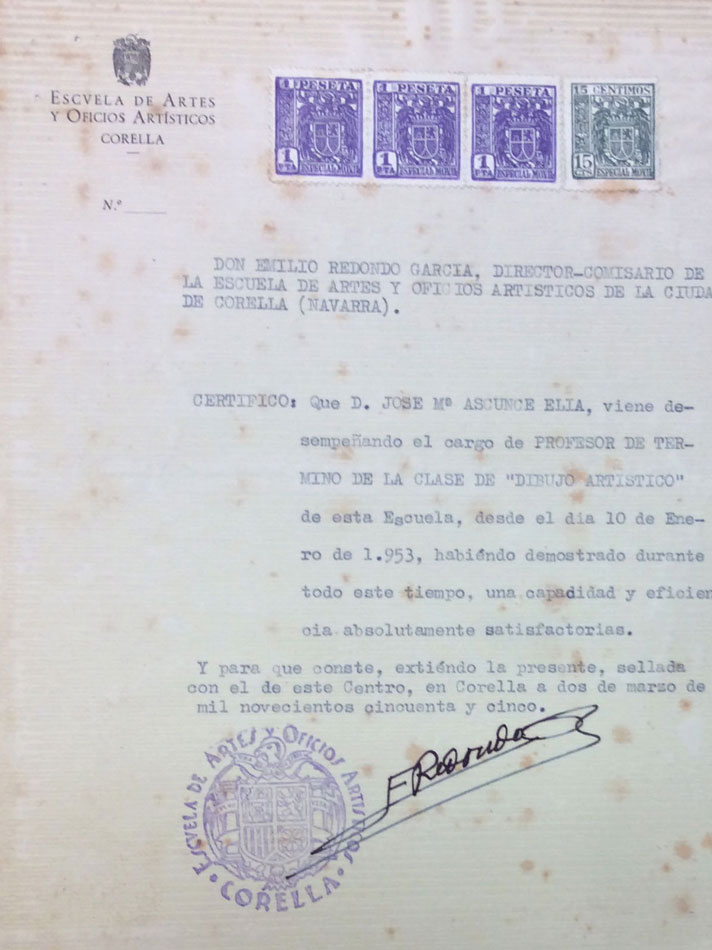 ESCVELA DE ARTES
Y OFICIOS ARTÍSTICOS
CORELLA
N.º
1 PESETA
1 PTA
ESPECIAL MOVIL
1 PESETA
1 PTA
ESPECIAL MOVIL
1 PESETA
1 PTA
ESPECIAL MOVIL
15 CENTIMOS
15 CTS
ESPECIAL MOVIL
DON EMILIO REDONDO GARCIA, DIRECTOR-COMISARIO DE
LA ESCUELA DE ARTES Y OFICIOS ARTISTICOS DE LA CIUDA
DE CORELLA (NAVARRA).
CERTIFICO: Que D. JOSE Mª ASCUNCE ELIA, viene de-
sempeñando el cargo de PROFESOR DE TER-
MINO DE LA CLASE DE "DIBUJO ARTISTICO"
de esta Escuela, desde el dia 10 de Ene-
ro de 1.953, habiéndo demostrado durante
todo este tiempo, una capadidad y eficien
cia absolutamente satisfactorias.
Y para que conste, extiéndo la presente, sellada
con el de este Centro, en Corella a dos de marzo de
mil novecientos cincuenta y cinco.
F Redondo
ESCVELA DE ARTES Y OFICIOS ARTISTICOS
· CORELLA ·